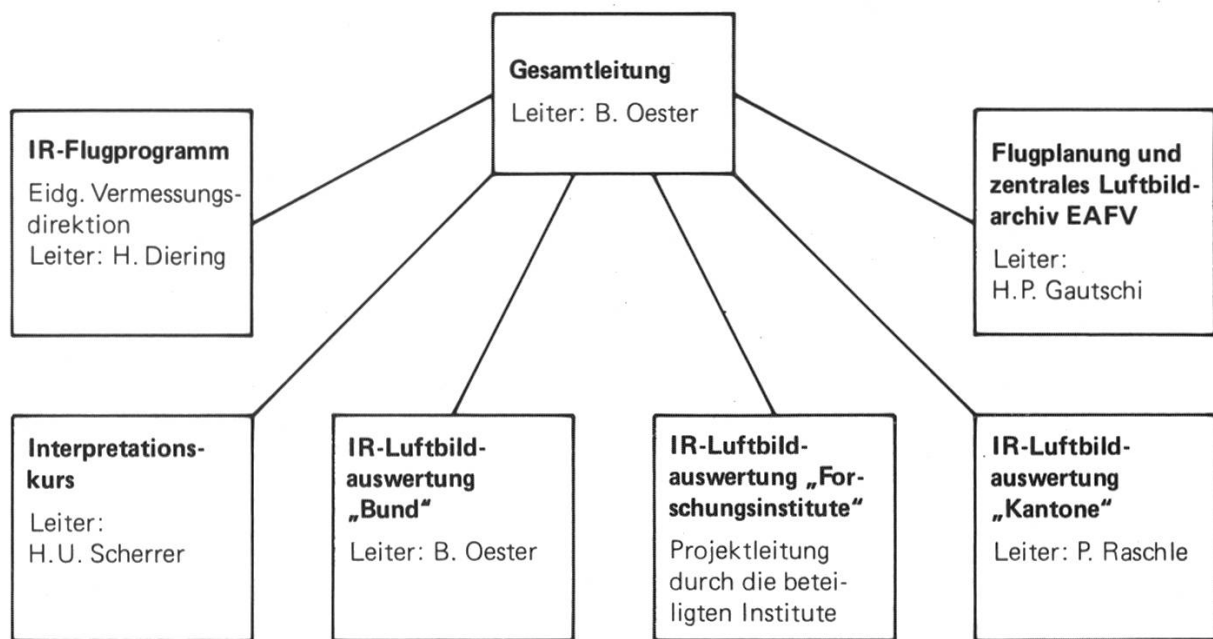 Gesamtleitung
Leiter: B. Oester
IR-Flugprogramm
Eidg. Vermessungs-
direktion
Leiter: H. Diering
Flugplanung und
zentrales Luftbild-
archiv EAFV
Leiter:
H.P. Gautschi
Interpretations-
kurs
Leiter:
H.U. Scherrer
IR-Luftbild-
auswertung
„Bund“
Leiter: B. Oester
IR-Luftbild-
auswertung „For-
schungsinstitute“
Projektleitung
durch die betei-
ligten Institute
IR-Luftbild-
auswertung
„Kantone“
Leiter: P. Raschle